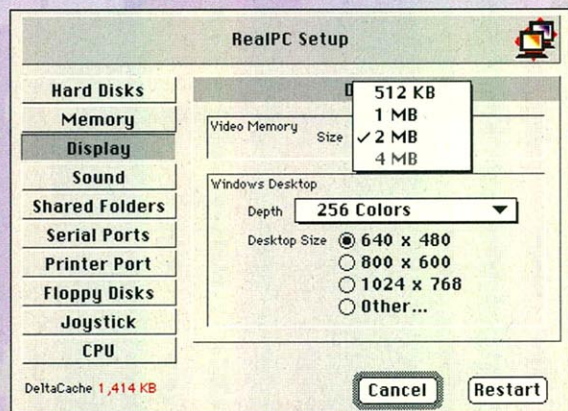 RealPC Setup
Hard Disks
Memory
Display
Sound
Shared Folders
Serial Ports
Printer Port
Floppy Disks
Joystick
CPU
DeltaCache 1,414 KB
D
Video Memory
Size
512 KB
1 MB
✓2 MB
4 MB
Windows Desktop
Depth 256 Colors
Desktop Size 640 x 480
800 x 600
1024 x 768
Other...
Cancel
Restart